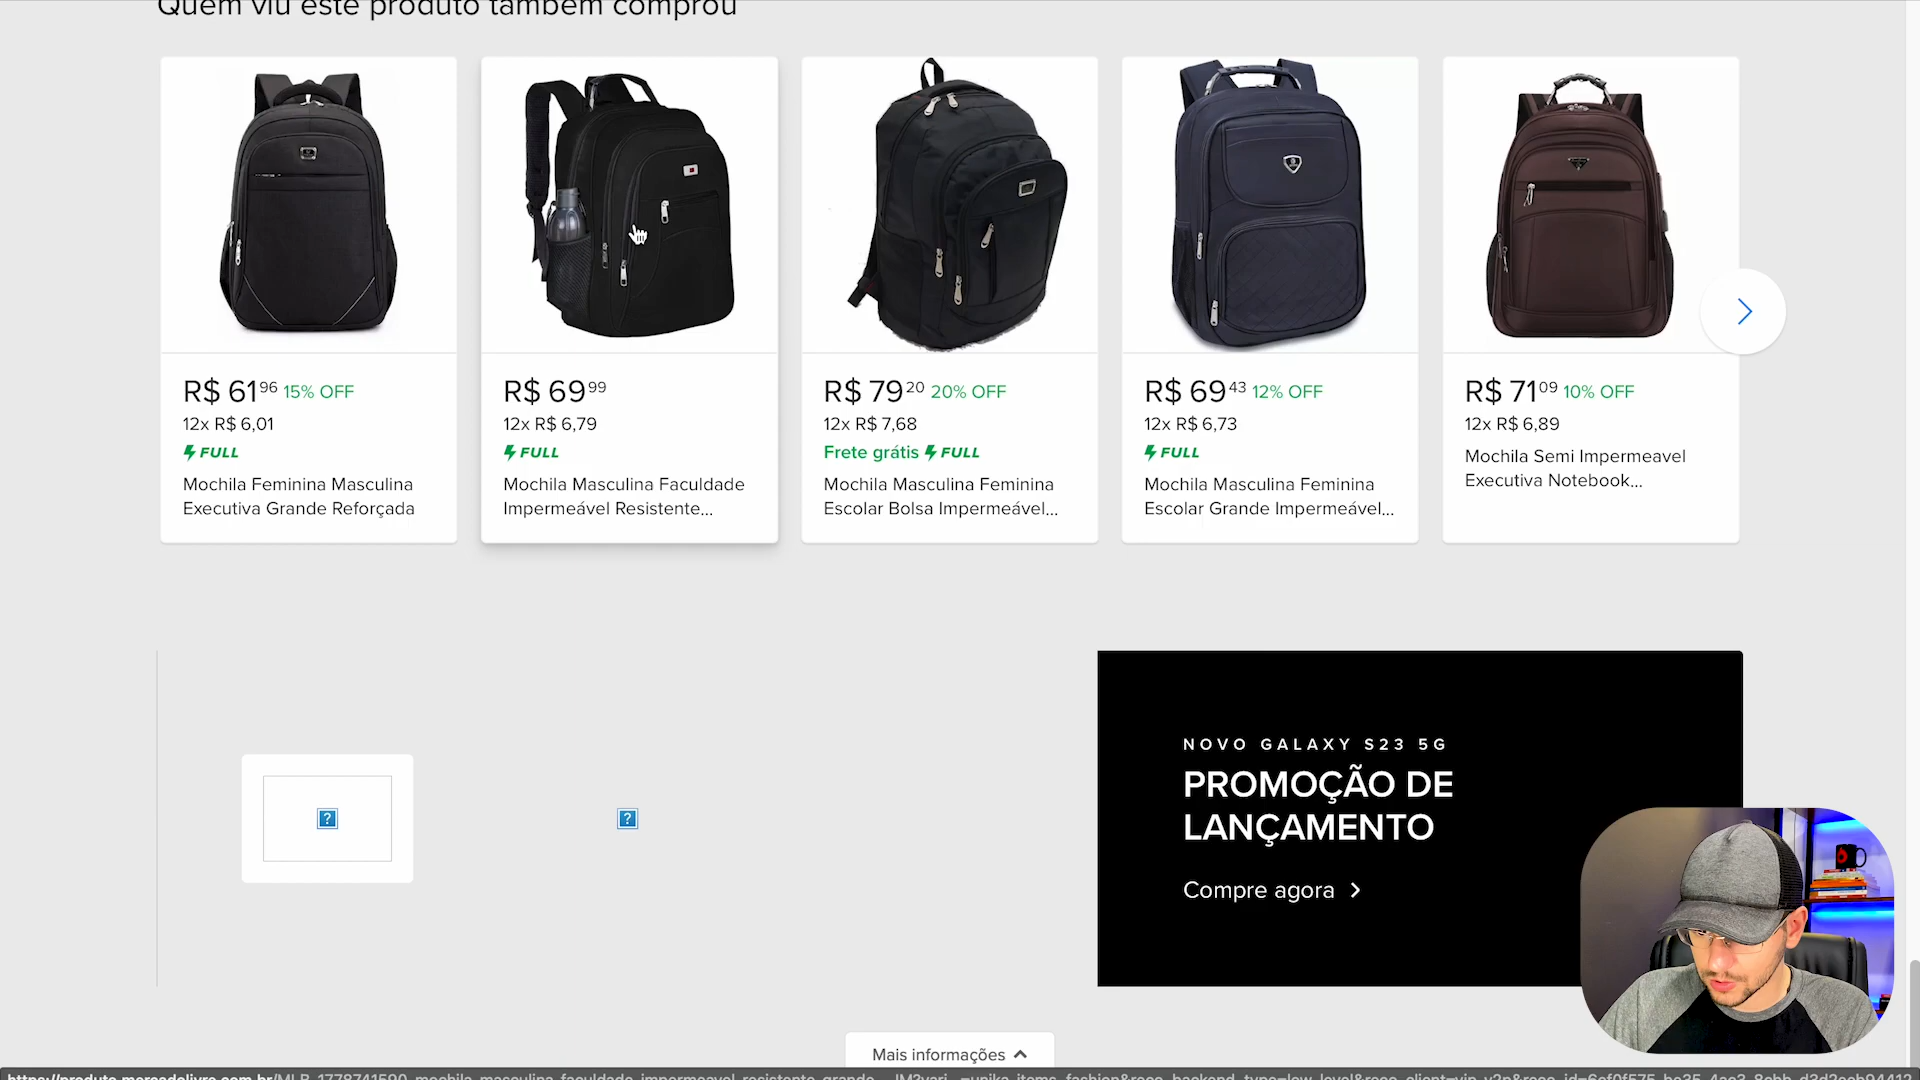 Quem viu este produto também comprou
R$ 61 96 15% OFF
12x R$ 6,01
FULL
Mochila Feminina Masculina
Executiva Grande Reforçada
R$ 69 99
12x R$ 6,79
FULL
Mochila Masculina Faculdade
Impermeável Resistente...
R$ 79 20 20% OFF
12x R$ 7,68
Frete grátis FULL
Mochila Masculina Feminina
Escolar Bolsa Impermeável...
R$ 69 43 12% OFF
12x R$ 6,73
FULL
Mochila Masculina Feminina
Escolar Grande Impermeável...
R$ 71 09 10% OFF
12x R$ 6,89
Mochila Semi Impermeavel
Executiva Notebook...
NOVO GALAXY S23 5G
PROMOÇÃO DE
LANÇAMENTO
Compre agora
Mais informações